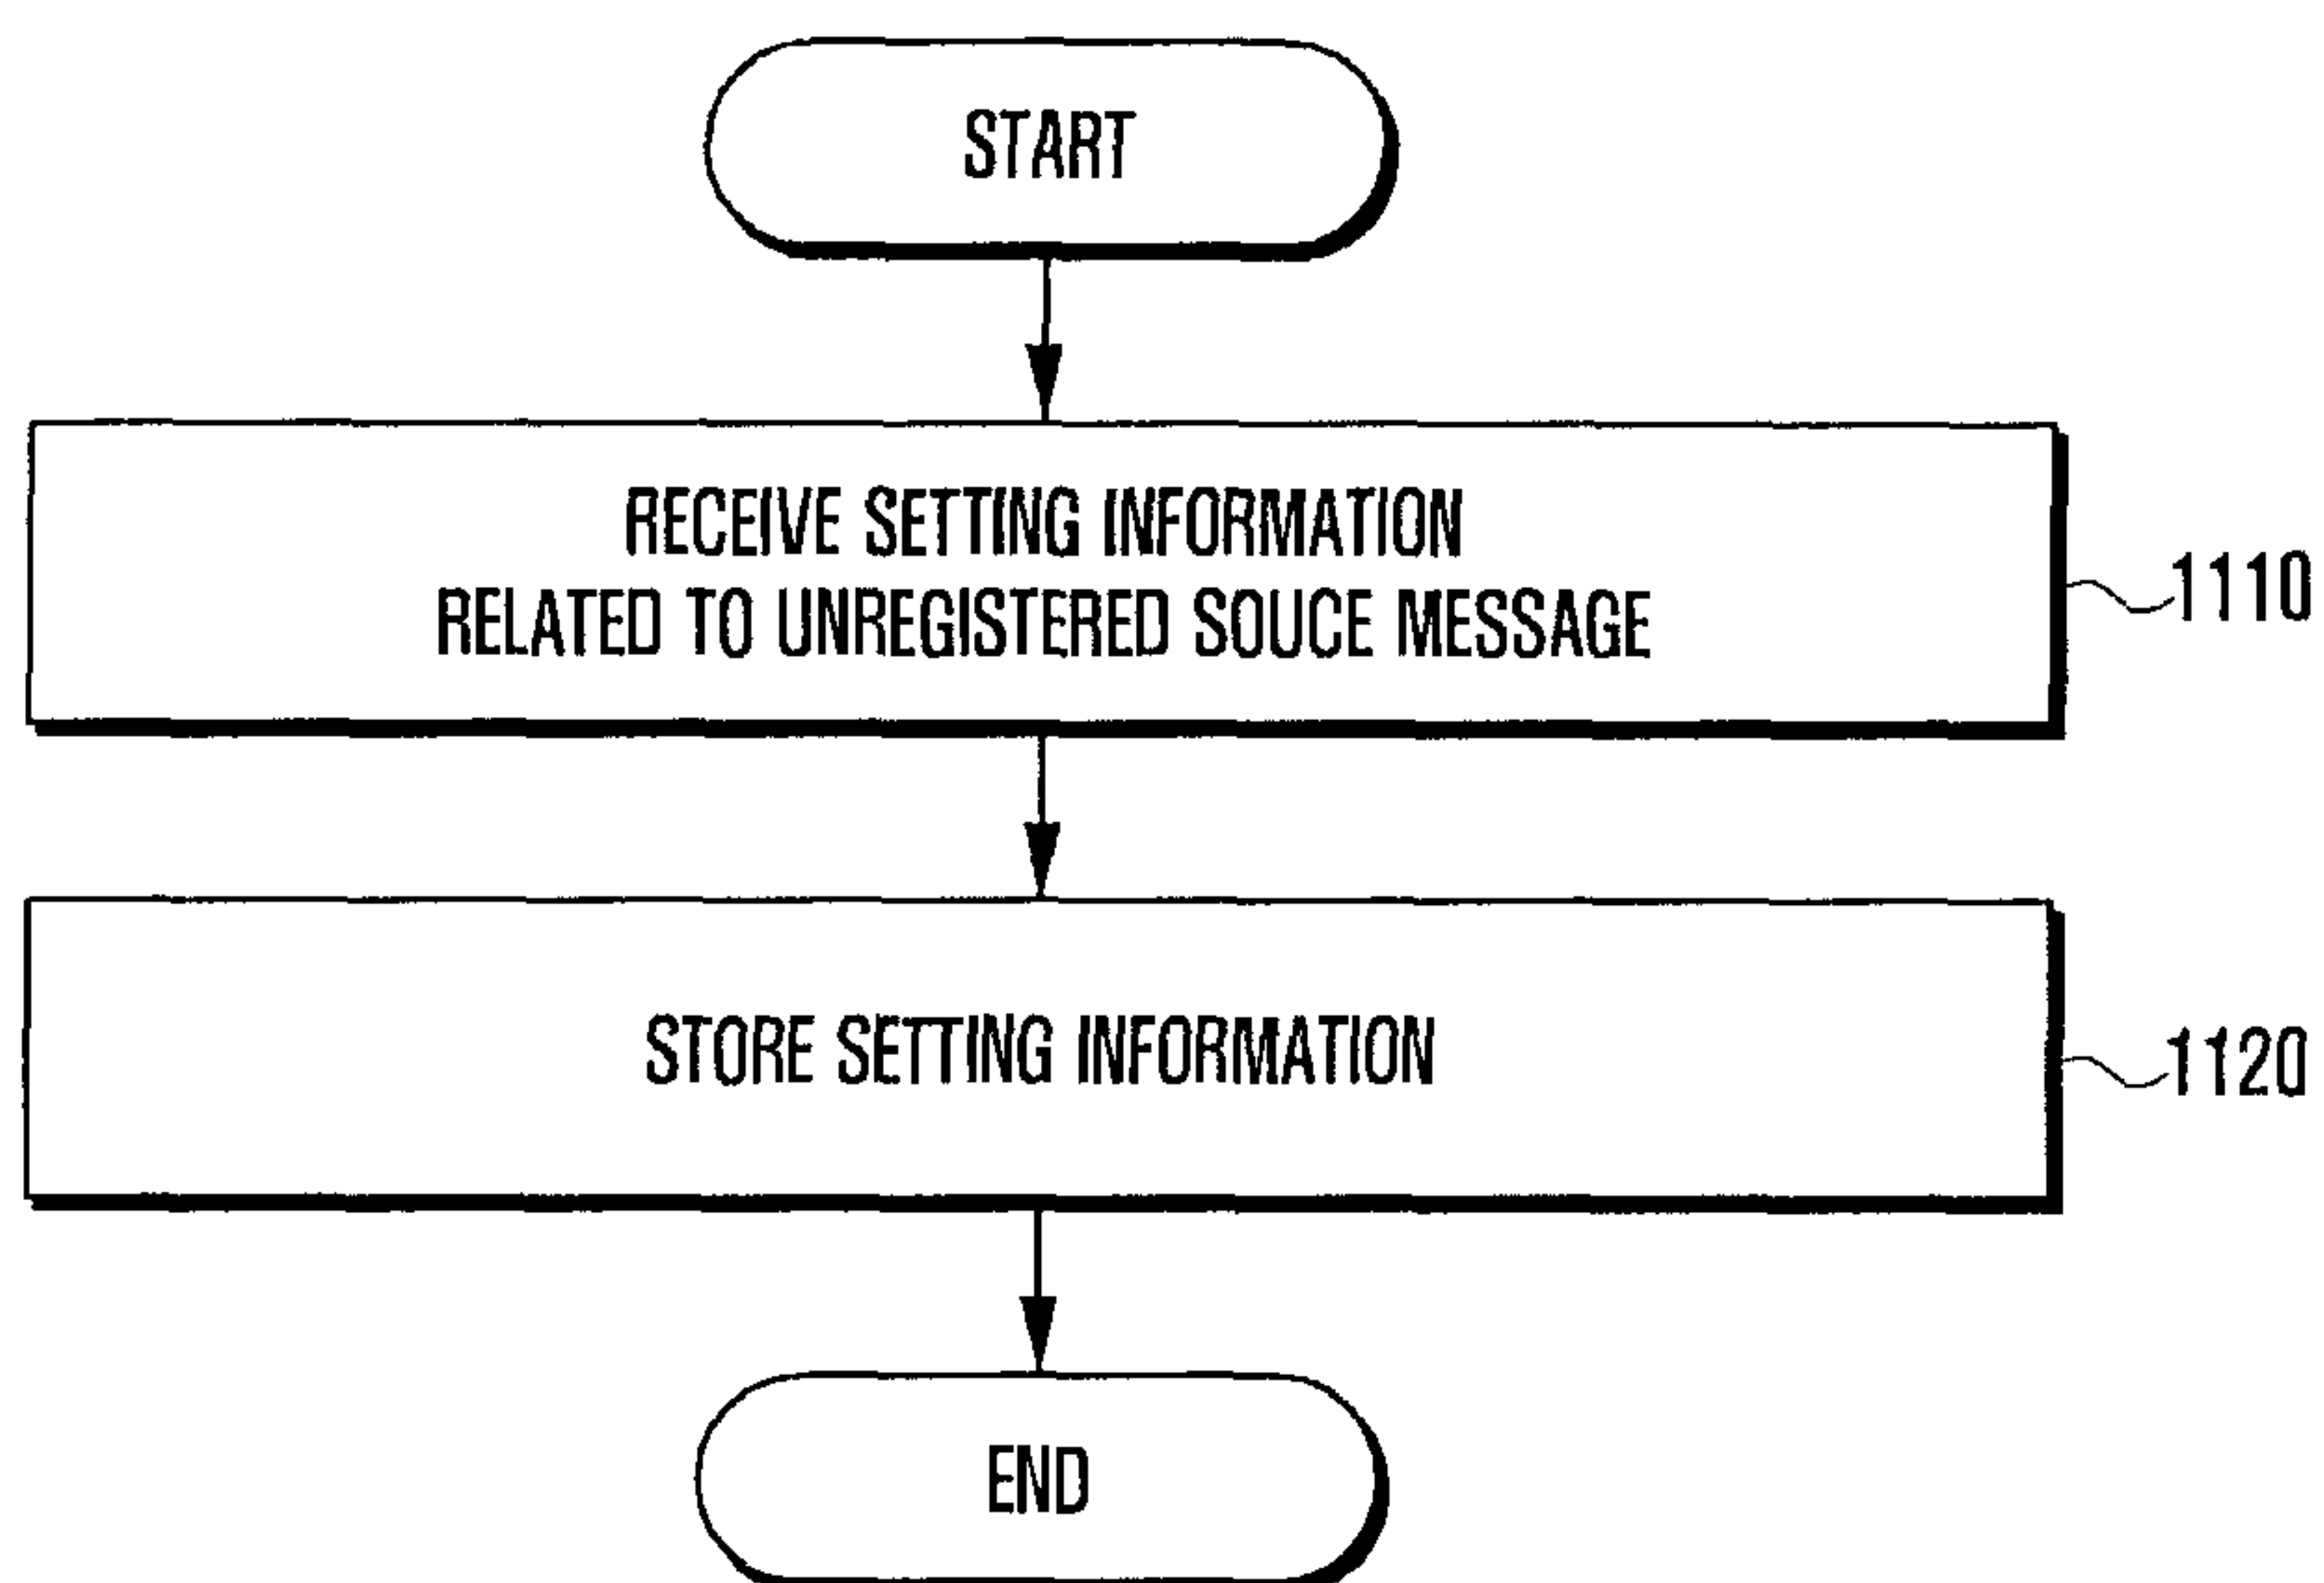 START
RECEIVE SETTING INFORMATION
RELATED TO UNREGISTERED SOUCE MESSAGE
1110
STORE SETTING INFORMATION
1120
END